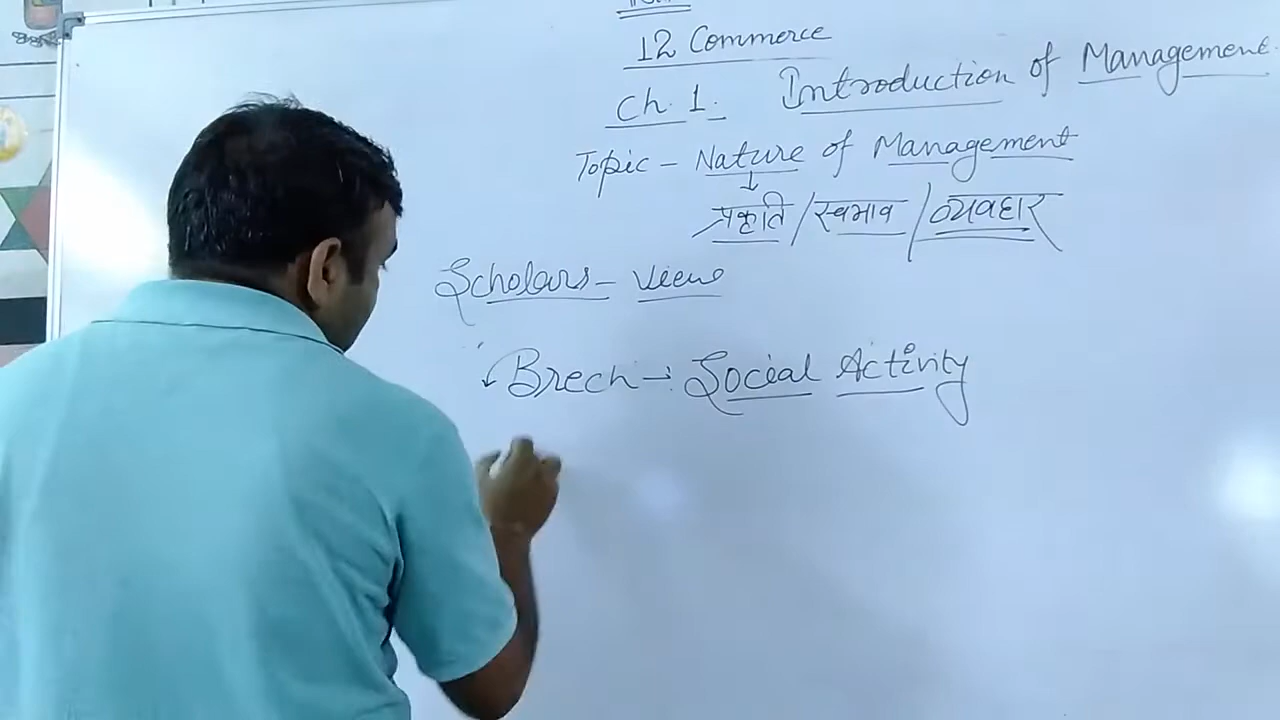 12 Commerce
Ch. 1. Introduction of Management
Topic - Nature of Management
↓
प्रकृति / स्वभाव / व्यवहार
Scholars - View
Brech → Social Activity